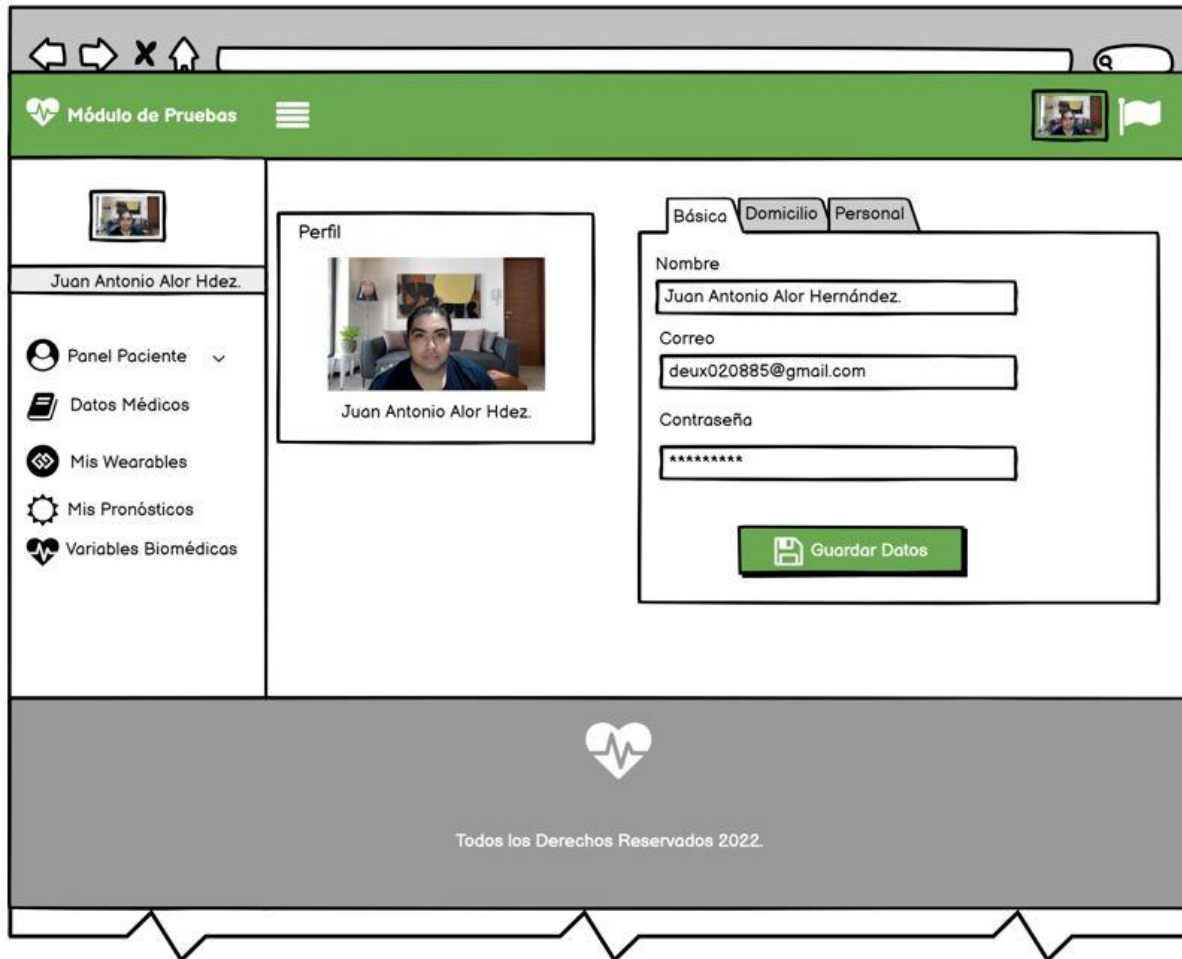 Módulo de Pruebas
Juan Antonio Alor Hdez.
Panel Paciente
Datos Médicos
Mis Wearables
Mis Pronósticos
Variables Biomédicas
Perfil
Juan Antonio Alor Hdez.
Básica Domicilio Personal
Nombre
Juan Antonio Alor Hernández.
Correo
deux020885@gmail.com
Contraseña
*********
Guardar Datos
Todos los Derechos Reservados 2022.